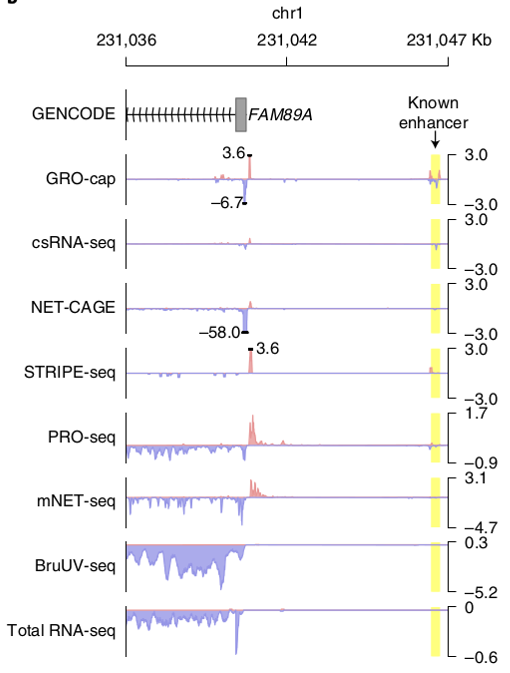 chr1
231,036
231,042
231,047 Kb
GENCODE
FAM89A
Known
enhancer
GRO-cap
3.6
−6.7
3.0
−3.0
csRNA-seq
3.0
−3.0
NET-CAGE
−58.0
3.0
−3.0
STRIPE-seq
3.6
3.0
−3.0
PRO-seq
1.7
−0.9
mNET-seq
3.1
−4.7
BruUV-seq
0.3
−5.2
Total RNA-seq
0
−0.6